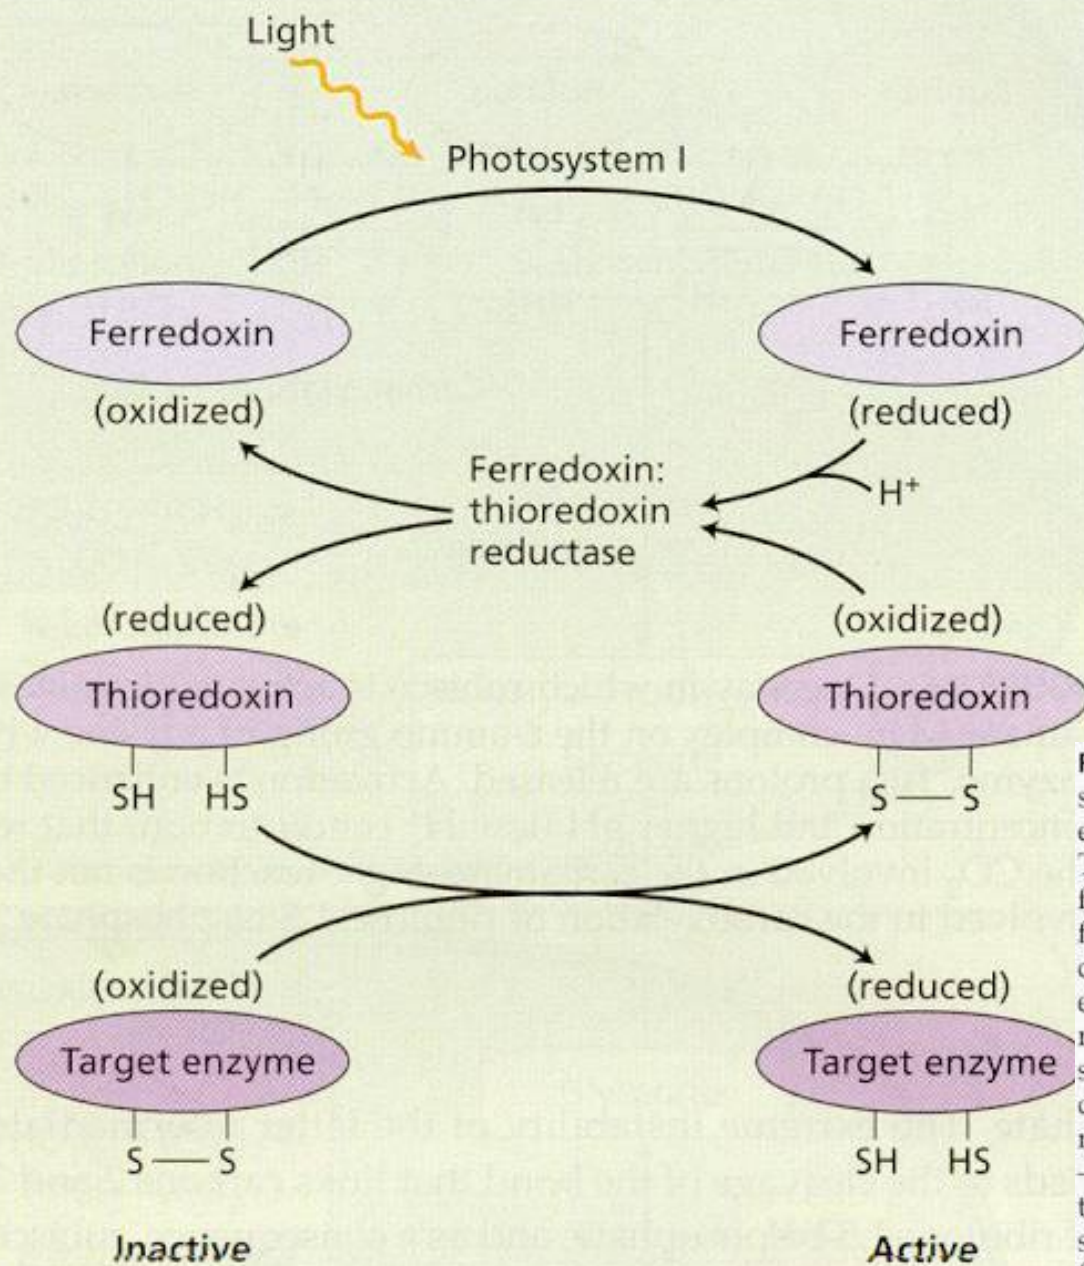 Light
Photosystem I
Ferredoxin
Ferredoxin
(oxidized)
(reduced)
Ferredoxin:
thioredoxin
reductase
H⁺
(reduced)
(oxidized)
Thioredoxin
Thioredoxin
SH HS
S — S
(oxidized)
(reduced)
Target enzyme
Target enzyme
S — S
SH HS
Inactive
Active